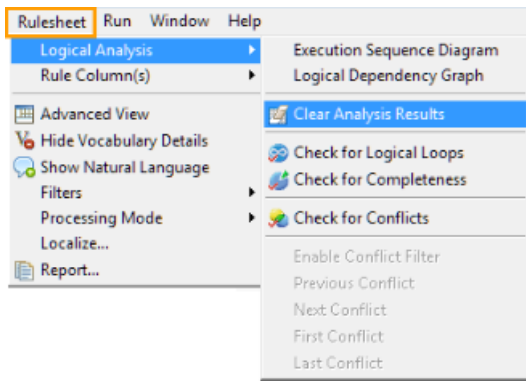 Rulesheet Run Window Help
Logical Analysis
Rule Column(s)
Advanced View
Hide Vocabulary Details
Show Natural Language
Filters
Processing Mode
Localize...
Report...
Execution Sequence Diagram
Logical Dependency Graph
Clear Analysis Results
Check for Logical Loops
Check for Completeness
Check for Conflicts
Enable Conflict Filter
Previous Conflict
Next Conflict
First Conflict
Last Conflict